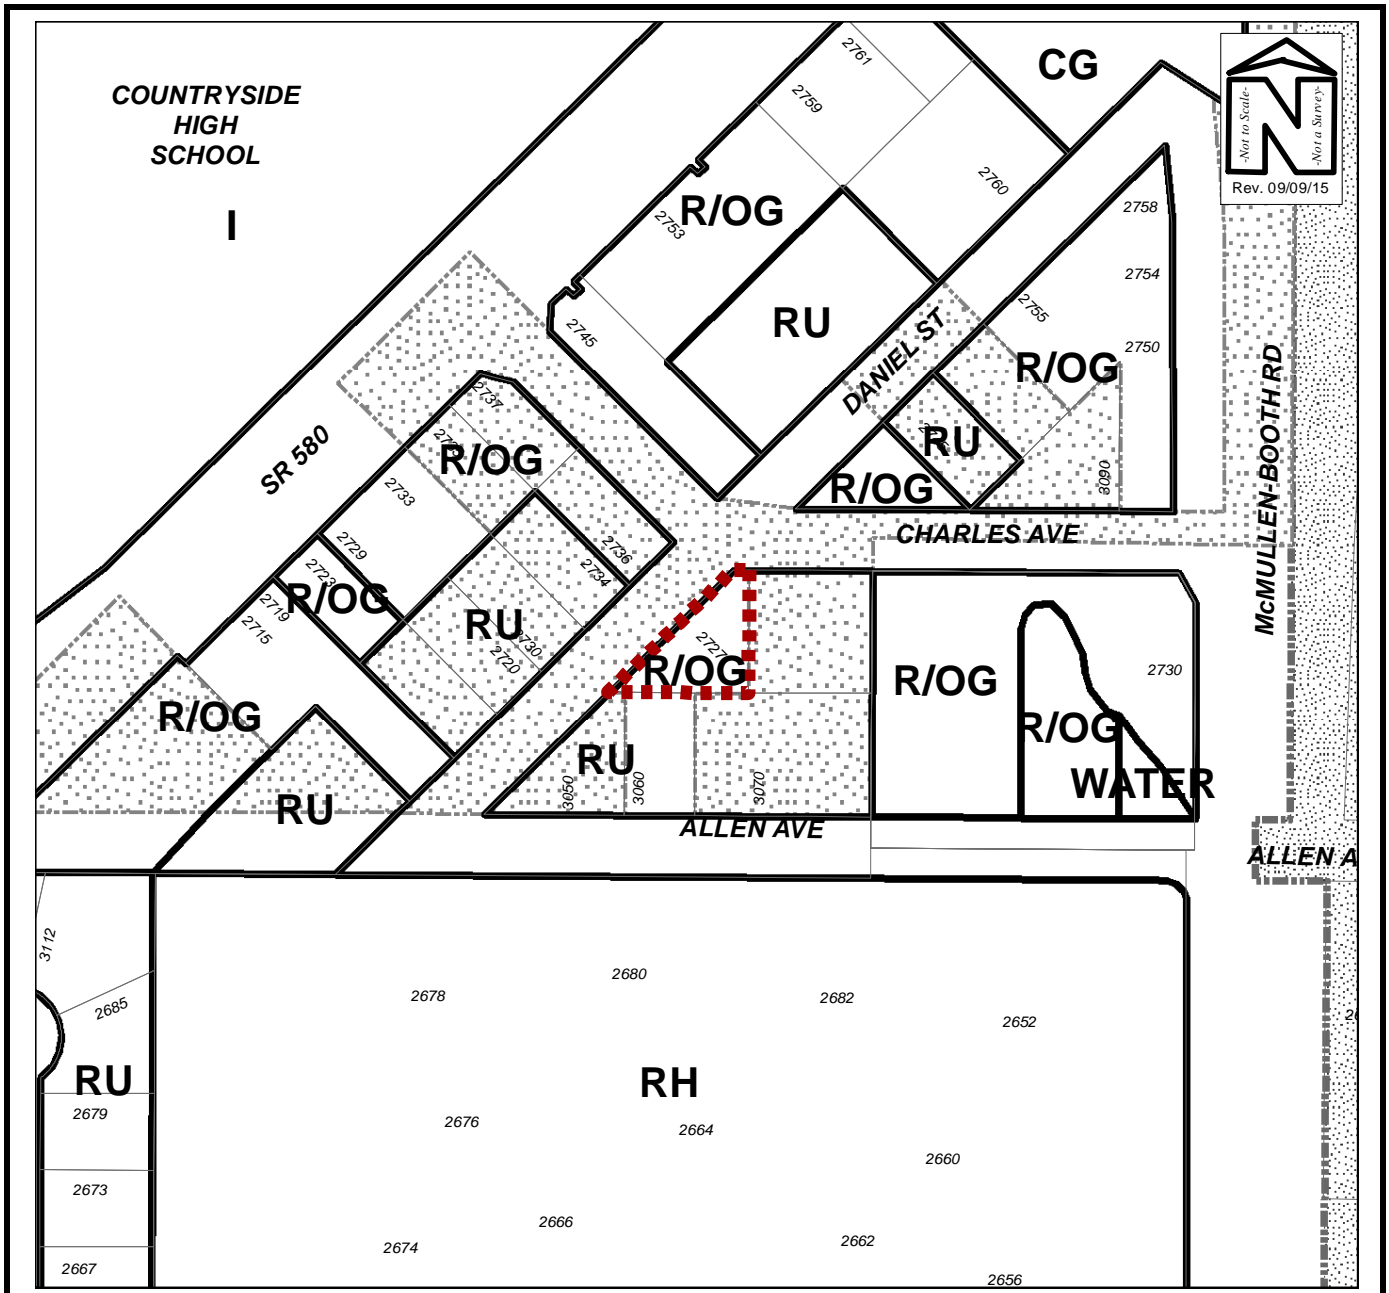 COUNTRYSIDE
HIGH
SCHOOL
I
CG
-Not to Scale-
N
-Not a Survey-
Rev. 09/09/15
2761
2759
2760
R/OG
2753
2745
RU
2758
2754
2755
2750
R/OG
DANIEL ST
RU
R/OG
3090
CHARLES AVE
McMULLEN-BOOTH RD
SR 580
2737
R/OG
2733
2729
2723
R/OG
2719
2715
2736
2734
RU
2730
2720
2727
R/OG
R/OG
2730
R/OG
WATER
R/OG
RU
RU
3050
3060
3070
ALLEN AVE
ALLEN A
3112
2685
RU
2679
2673
2667
2680
2678
2682
2652
RH
2676
2664
2660
2666
2674
2662
2656